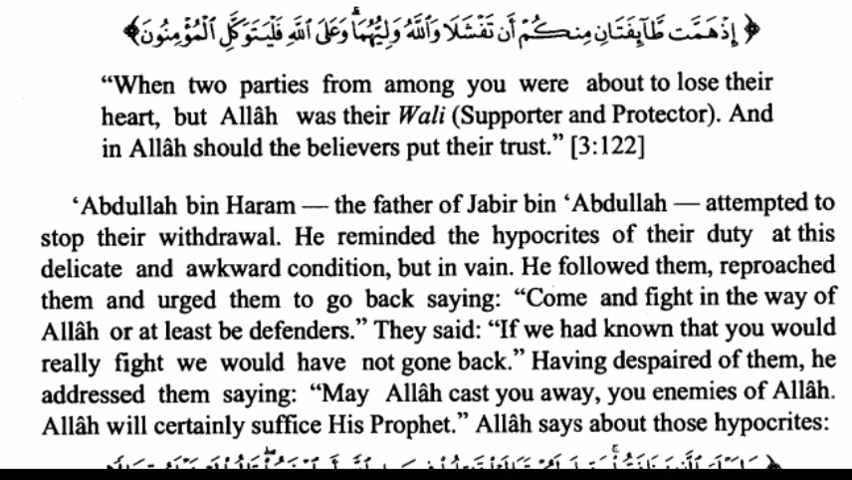 ﴿إِذْ هَمَّت طَّآئِفَتَانِ مِنكُمْ أَن تَفْشَلَا وَاللَّهُ وَلِيُّهُمَا وَعَلَى اللَّهِ فَلْيَتَوَكَّلِ الْمُؤْمِنُونَ﴾
“When two parties from among you were about to lose their
heart, but Allâh was their Wali (Supporter and Protector). And
in Allâh should the believers put their trust.” [3:122]
‘Abdullah bin Haram — the father of Jabir bin ‘Abdullah — attempted to
stop their withdrawal. He reminded the hypocrites of their duty at this
delicate and awkward condition, but in vain. He followed them, reproached
them and urged them to go back saying: “Come and fight in the way of
Allâh or at least be defenders.” They said: “If we had known that you would
really fight we would have not gone back.” Having despaired of them, he
addressed them saying: “May Allâh cast you away, you enemies of Allâh.
Allâh will certainly suffice His Prophet.” Allâh says about those hypocrites: